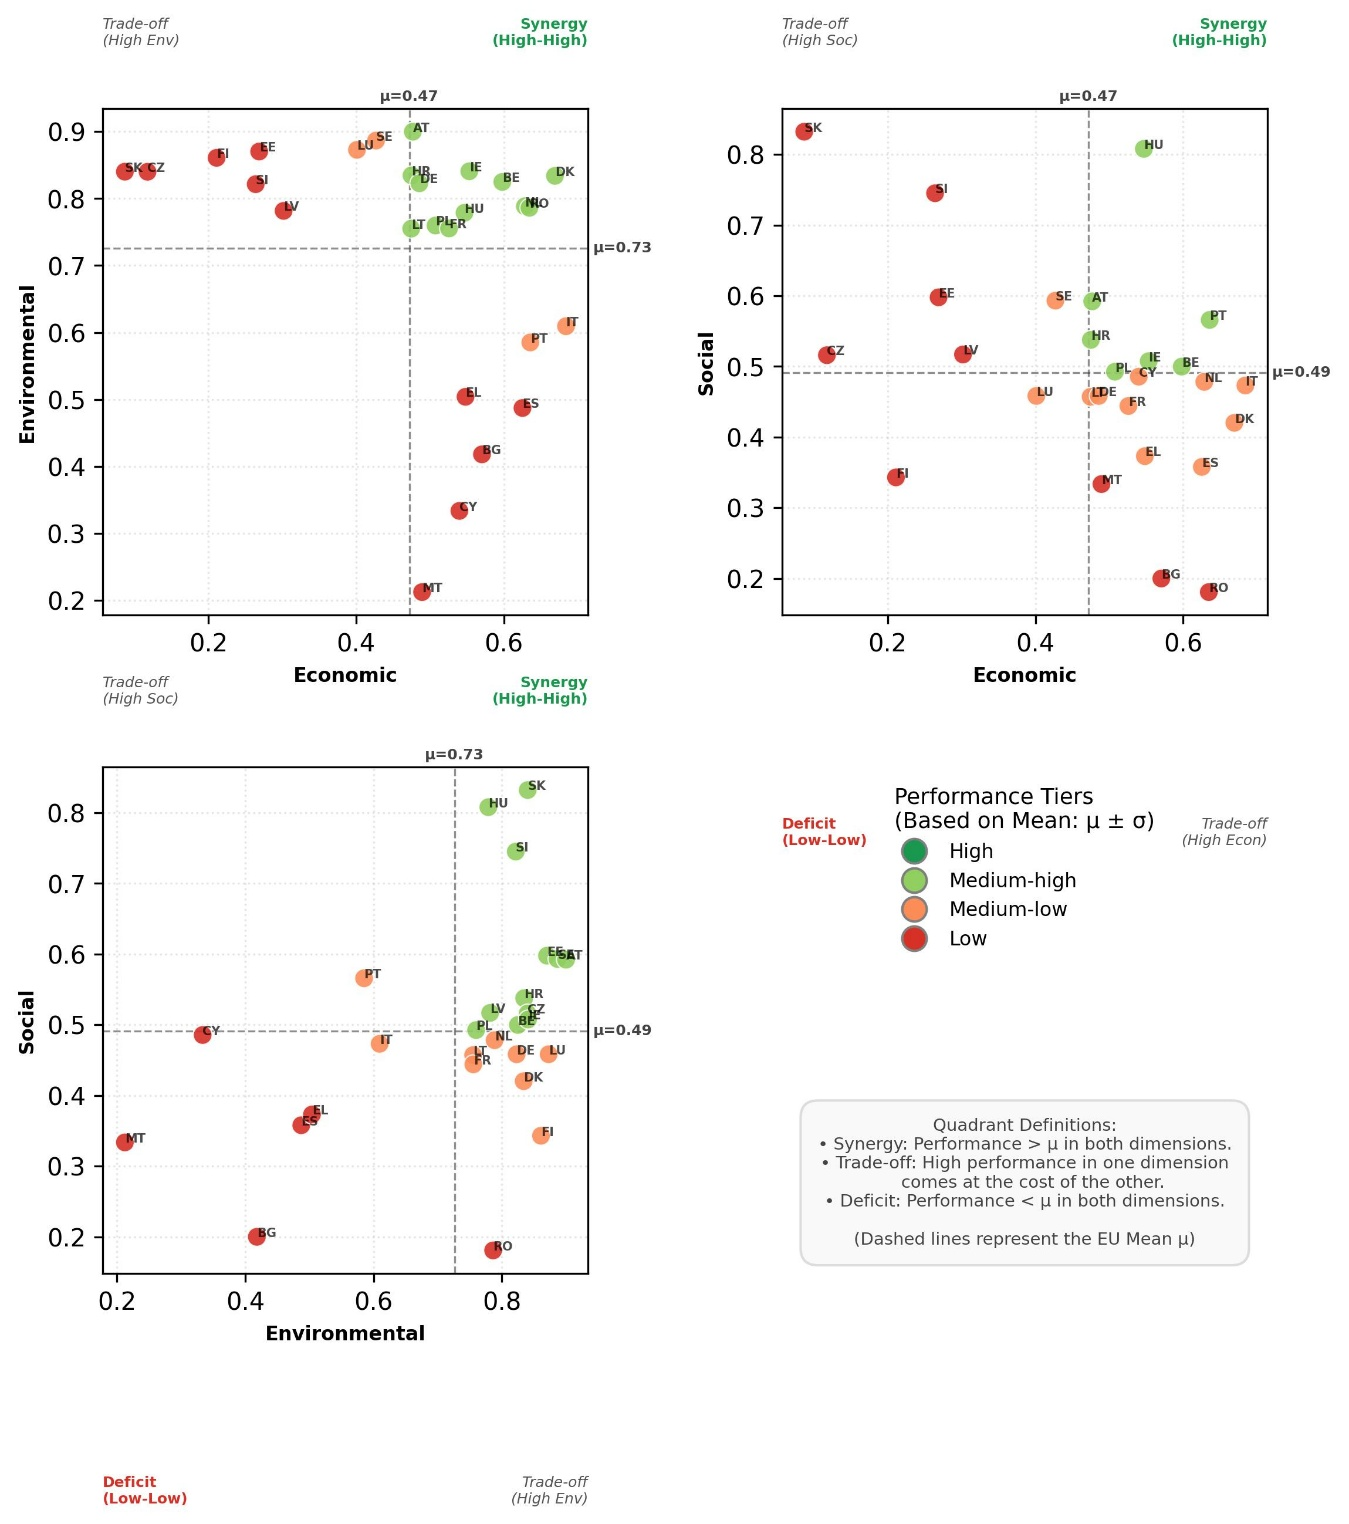 Trade-off
(High Env)
Synergy
(High-High)
μ=0.47
0.9
0.8
0.7
0.6
0.5
0.4
0.3
0.2
Environmental
AT
SE
LU
EE
FI
SK
CZ
SI
LV
HR
DE
IE
BE
DK
NL
RO
HU
LT
PL
FR
μ=0.73
IT
PT
EL
ES
BG
CY
MT
0.2
0.4
0.6
Economic
Trade-off
(High Soc)
Synergy
(High-High)
μ=0.47
0.8
0.7
0.6
0.5
0.4
0.3
0.2
Social
SK
HU
SI
EE
SE
AT
PT
HR
CZ
LV
IE
BE
PL
CY
μ=0.49
NL
IT
LU
LT
DE
FR
DK
EL
ES
FI
MT
BG
RO
0.2
0.4
0.6
Economic
Trade-off
(High Soc)
Synergy
(High-High)
μ=0.73
0.8
0.7
0.6
0.5
0.4
0.3
0.2
Social
SK
HU
SI
EE
SE
AT
PT
HR
LV
CZ
IE
BE
PL
CY
μ=0.49
NL
IT
LT
DE
LU
FR
DK
EL
ES
FI
MT
BG
RO
0.2
0.4
0.6
0.8
Environmental
Deficit
(Low-Low)
Trade-off
(High Econ)
Performance Tiers
(Based on Mean: μ ± σ)
High
Medium-high
Medium-low
Low
Quadrant Definitions:
• Synergy: Performance > μ in both dimensions.
• Trade-off: High performance in one dimension
comes at the cost of the other.
• Deficit: Performance < μ in both dimensions.
(Dashed lines represent the EU Mean μ)
Deficit
(Low-Low)
Trade-off
(High Env)